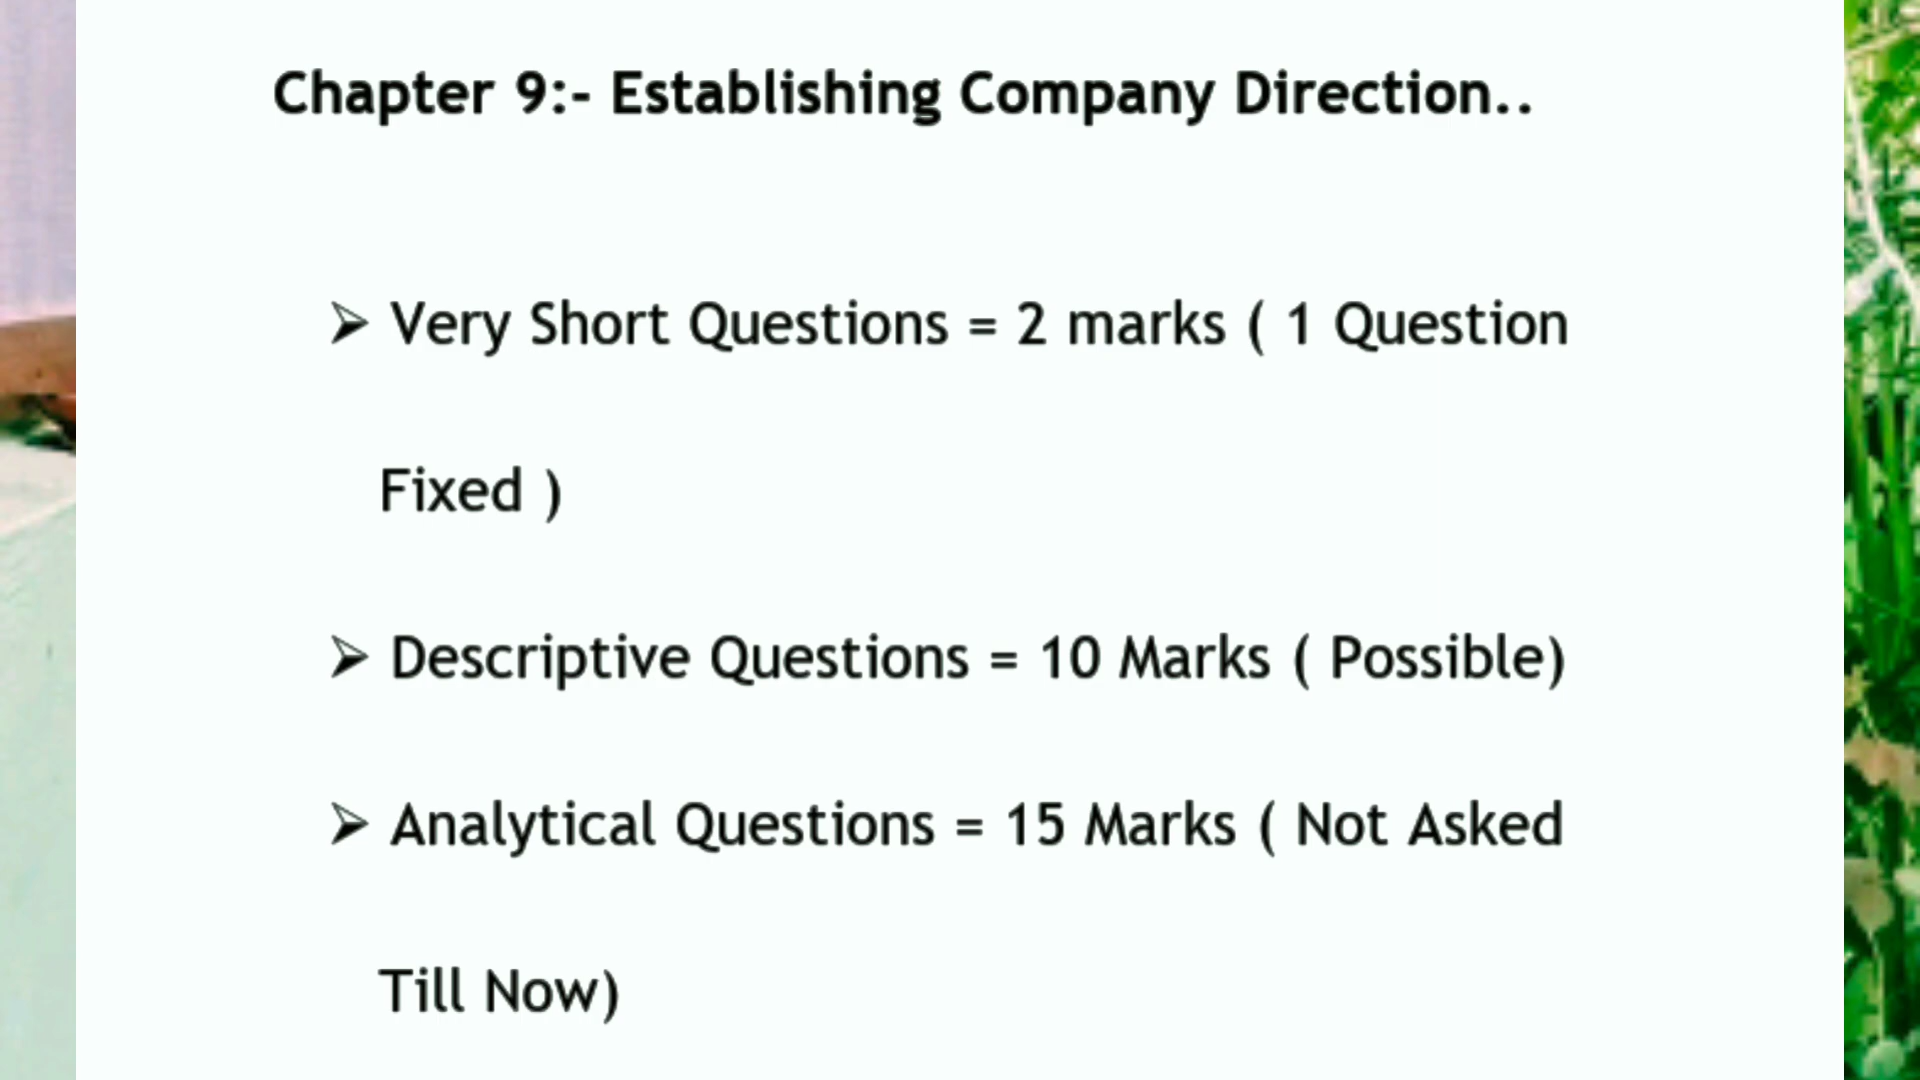 Chapter 9:- Establishing Company Direction..
➢ Very Short Questions = 2 marks ( 1 Question
Fixed )
➢ Descriptive Questions = 10 Marks ( Possible)
➢ Analytical Questions = 15 Marks ( Not Asked
Till Now)